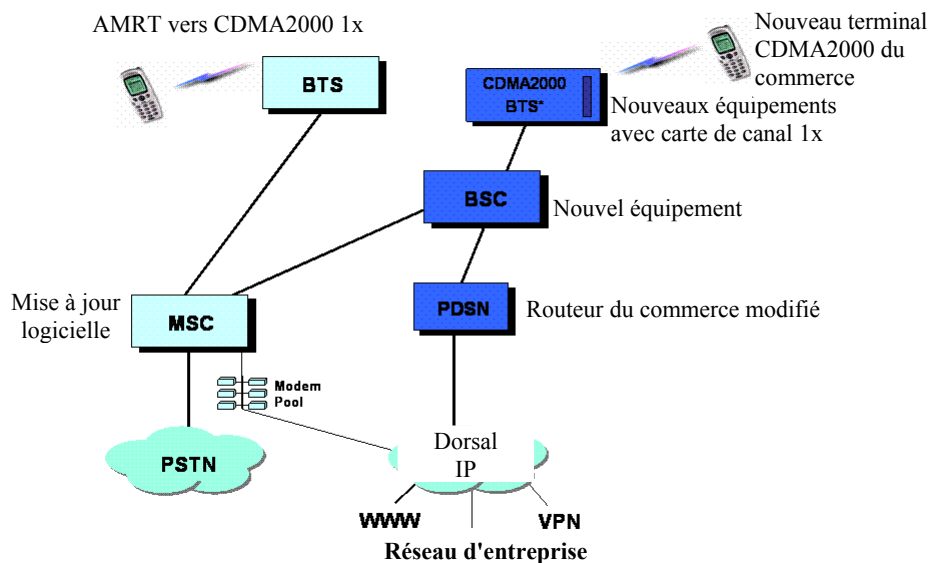 AMRT vers CDMA2000 1x
Nouveau terminal
CDMA2000 du
commerce
BTS
CDMA2000
BTS*
Nouveaux équipements
avec carte de canal 1x
BSC
Nouvel équipement
Mise à jour
logicielle
MSC
PDSN
Routeur du commerce modifié
Modem
Pool
PSTN
Dorsal
IP
WWW
VPN
Réseau d'entreprise